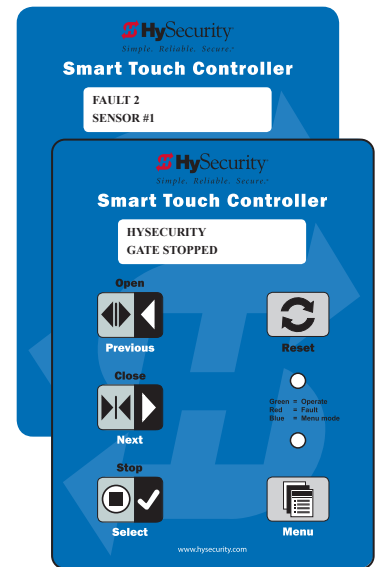 HySecurity
Simple. Reliable. Secure.®
Smart Touch Controller
FAULT 2
SENSOR #1
HySecurity
Simple. Reliable. Secure.®
Smart Touch Controller
HYSECURITY
GATE STOPPED
Open
Previous
Reset
Close
Next
Green = Operate
Red = Fault
Blue = Menu mode
Stop
Select
Menu
www.hysecurity.com